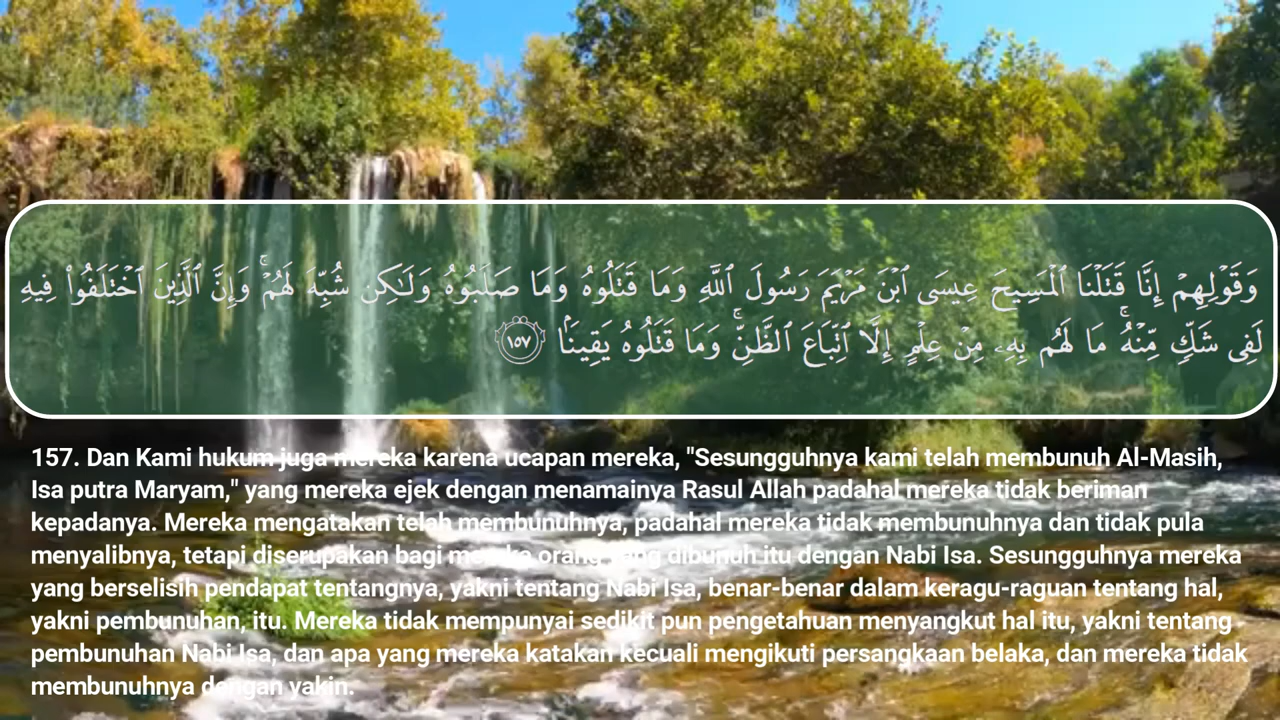 وَقَوْلِهِمْ إِنَّا قَتَلْنَا ٱلْمَسِيحَ عِيسَى ٱبْنَ مَرْيَمَ رَسُولَ ٱللَّهِ وَمَا قَتَلُوهُ وَمَا صَلَبُوهُ وَلَٰكِن شُبِّهَ لَهُمْ ۚ وَإِنَّ ٱلَّذِينَ ٱخْتَلَفُوا۟ فِيهِ
لَفِى شَكٍّ مِّنْهُ ۚ مَا لَهُم بِهِۦ مِنْ عِلْمٍ إِلَّا ٱتِّبَاعَ ٱلظَّنِّ ۚ وَمَا قَتَلُوهُ يَقِينًۢا ١٥٧
157. Dan Kami hukum juga mereka karena ucapan mereka, "Sesungguhnya kami telah membunuh Al-Masih,
Isa putra Maryam," yang mereka ejek dengan menamainya Rasul Allah padahal mereka tidak beriman
kepadanya. Mereka mengatakan telah membunuhnya, padahal mereka tidak membunuhnya dan tidak pula
menyalibnya, tetapi diserupakan bagi mereka orang yang dibunuh itu dengan Nabi Isa. Sesungguhnya mereka
yang berselisih pendapat tentangnya, yakni tentang Nabi Isa, benar-benar dalam keragu-raguan tentang hal,
yakni pembunuhan, itu. Mereka tidak mempunyai sedikit pun pengetahuan menyangkut hal itu, yakni tentang
pembunuhan Nabi Isa, dan apa yang mereka katakan kecuali mengikuti persangkaan belaka, dan mereka tidak
membunuhnya dengan yakin.